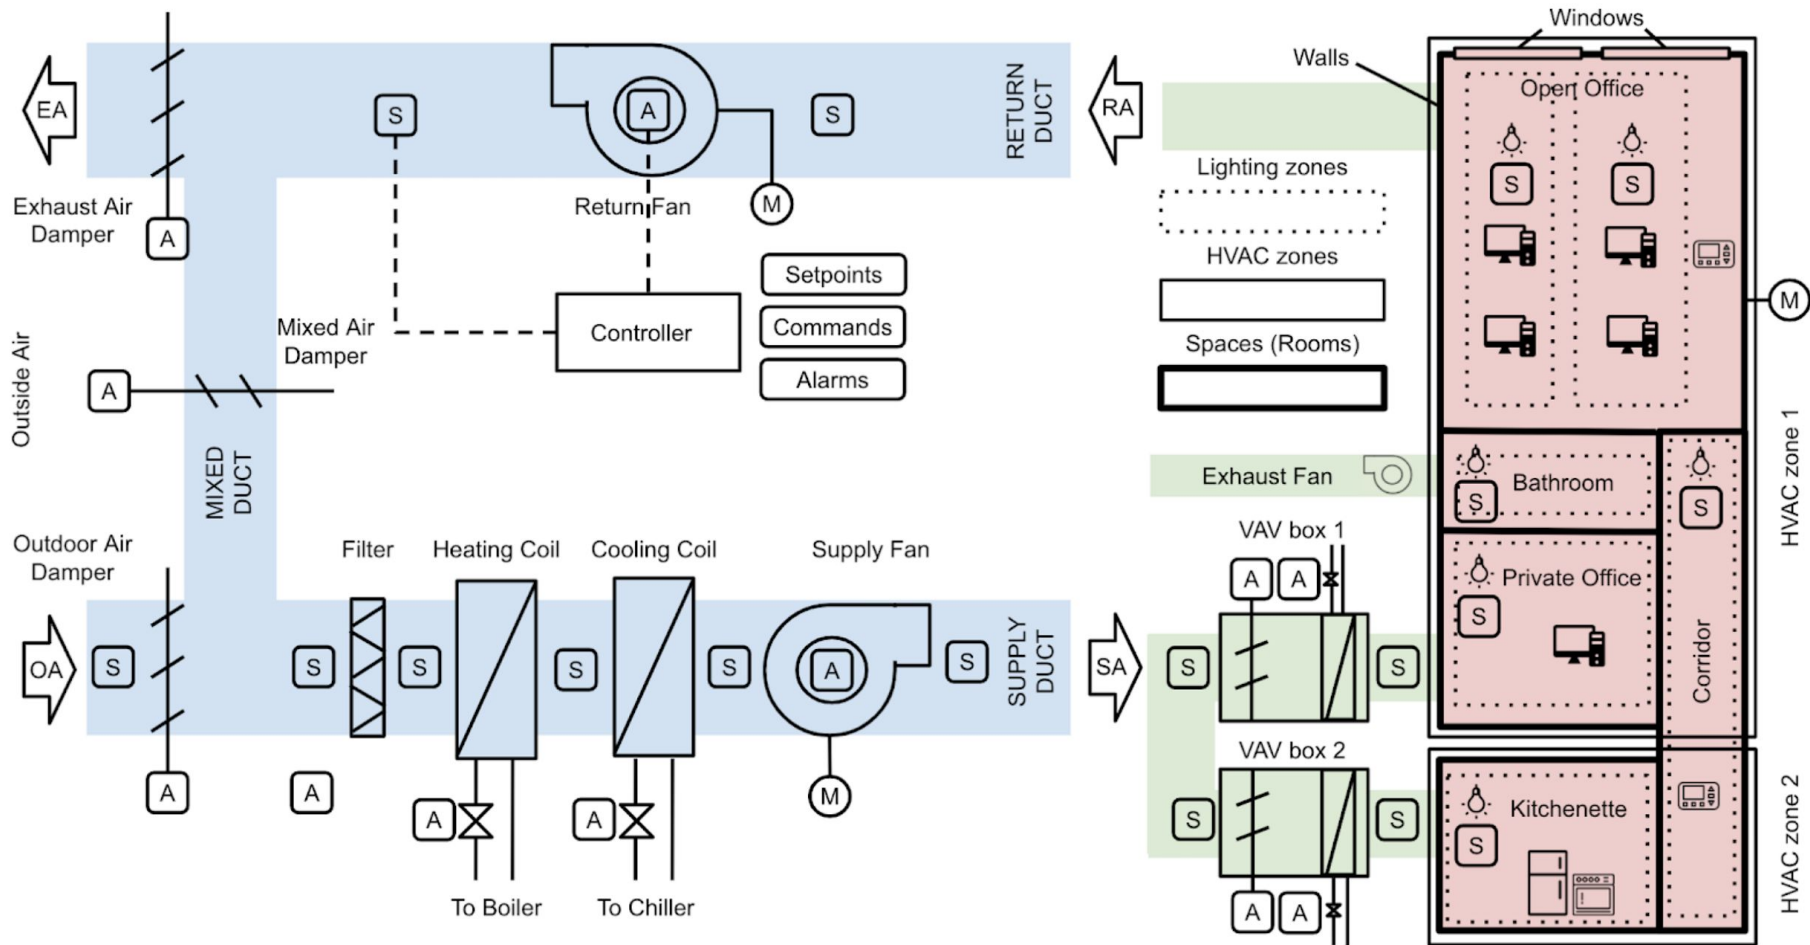 Windows
Walls
EA
S
A
S
RETURN
DUCT
RA
Open Office
S
S
Lighting zones
Exhaust Air
Damper
A
Return Fan
M
HVAC zones
Setpoints
Commands
Alarms
Controller
Spaces (Rooms)
M
Outside Air
Mixed Air
Damper
A
MIXED
DUCT
HVAC zone 1
Exhaust Fan
S
Bathroom
S
Outdoor Air
Damper
Filter
Heating Coil
Cooling Coil
Supply Fan
VAV box 1
A
A
S
Private Office
Corridor
OA
S
S
S
S
S
A
S
SUPPLY
DUCT
SA
S
S
VAV box 2
A
A
A
A
M
S
S
S
Kitchenette
HVAC zone 2
To Boiler
To Chiller
A
A